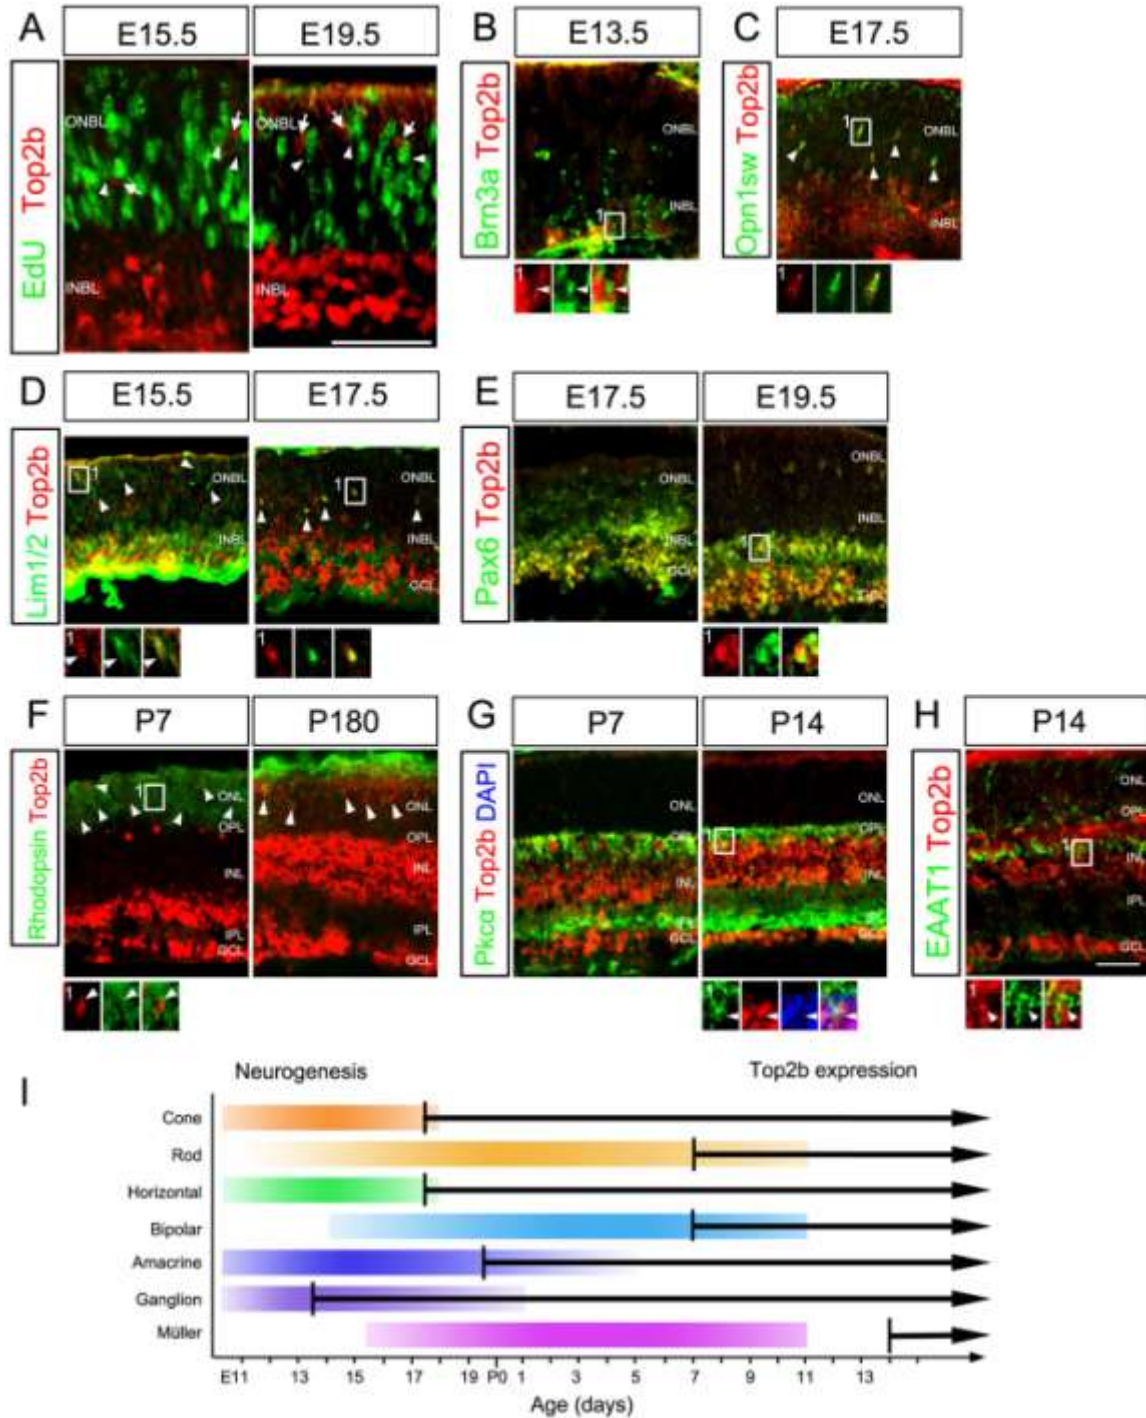 A
E15.5
E19.5
EdU Top2b
ONBL
INBL
ONBL
INBL
B
E13.5
Brn3a Top2b
ONBL
INBL
1
1
C
E17.5
Opn1sw Top2b
1
ONBL
INBL
1
D
E15.5
E17.5
Lim1/2 Top2b
1
ONBL
INBL
1
ONBL
INBL
GCL
1
1
E
E17.5
E19.5
Pax6 Top2b
ONBL
INBL
GCL
ONBL
INBL
1
1
F
P7
P180
Rhodopsin Top2b
1
ONL
OPL
INL
IPL
GCL
ONL
OPL
INL
IPL
GCL
1
G
P7
P14
Pkcα Top2b DAPI
ONL
OPL
INL
IPL
GCL
ONL
OPL
1
INL
GCL
1
H
P14
EAAT1 Top2b
ONL
OPL
1
INL
IPL
GCL
1
I
Neurogenesis
Top2b expression
Cone
Rod
Horizontal
Bipolar
Amacrine
Ganglion
Müller
E11 13 15 17 19 P0 1 3 5 7 9 11 13
Age (days)